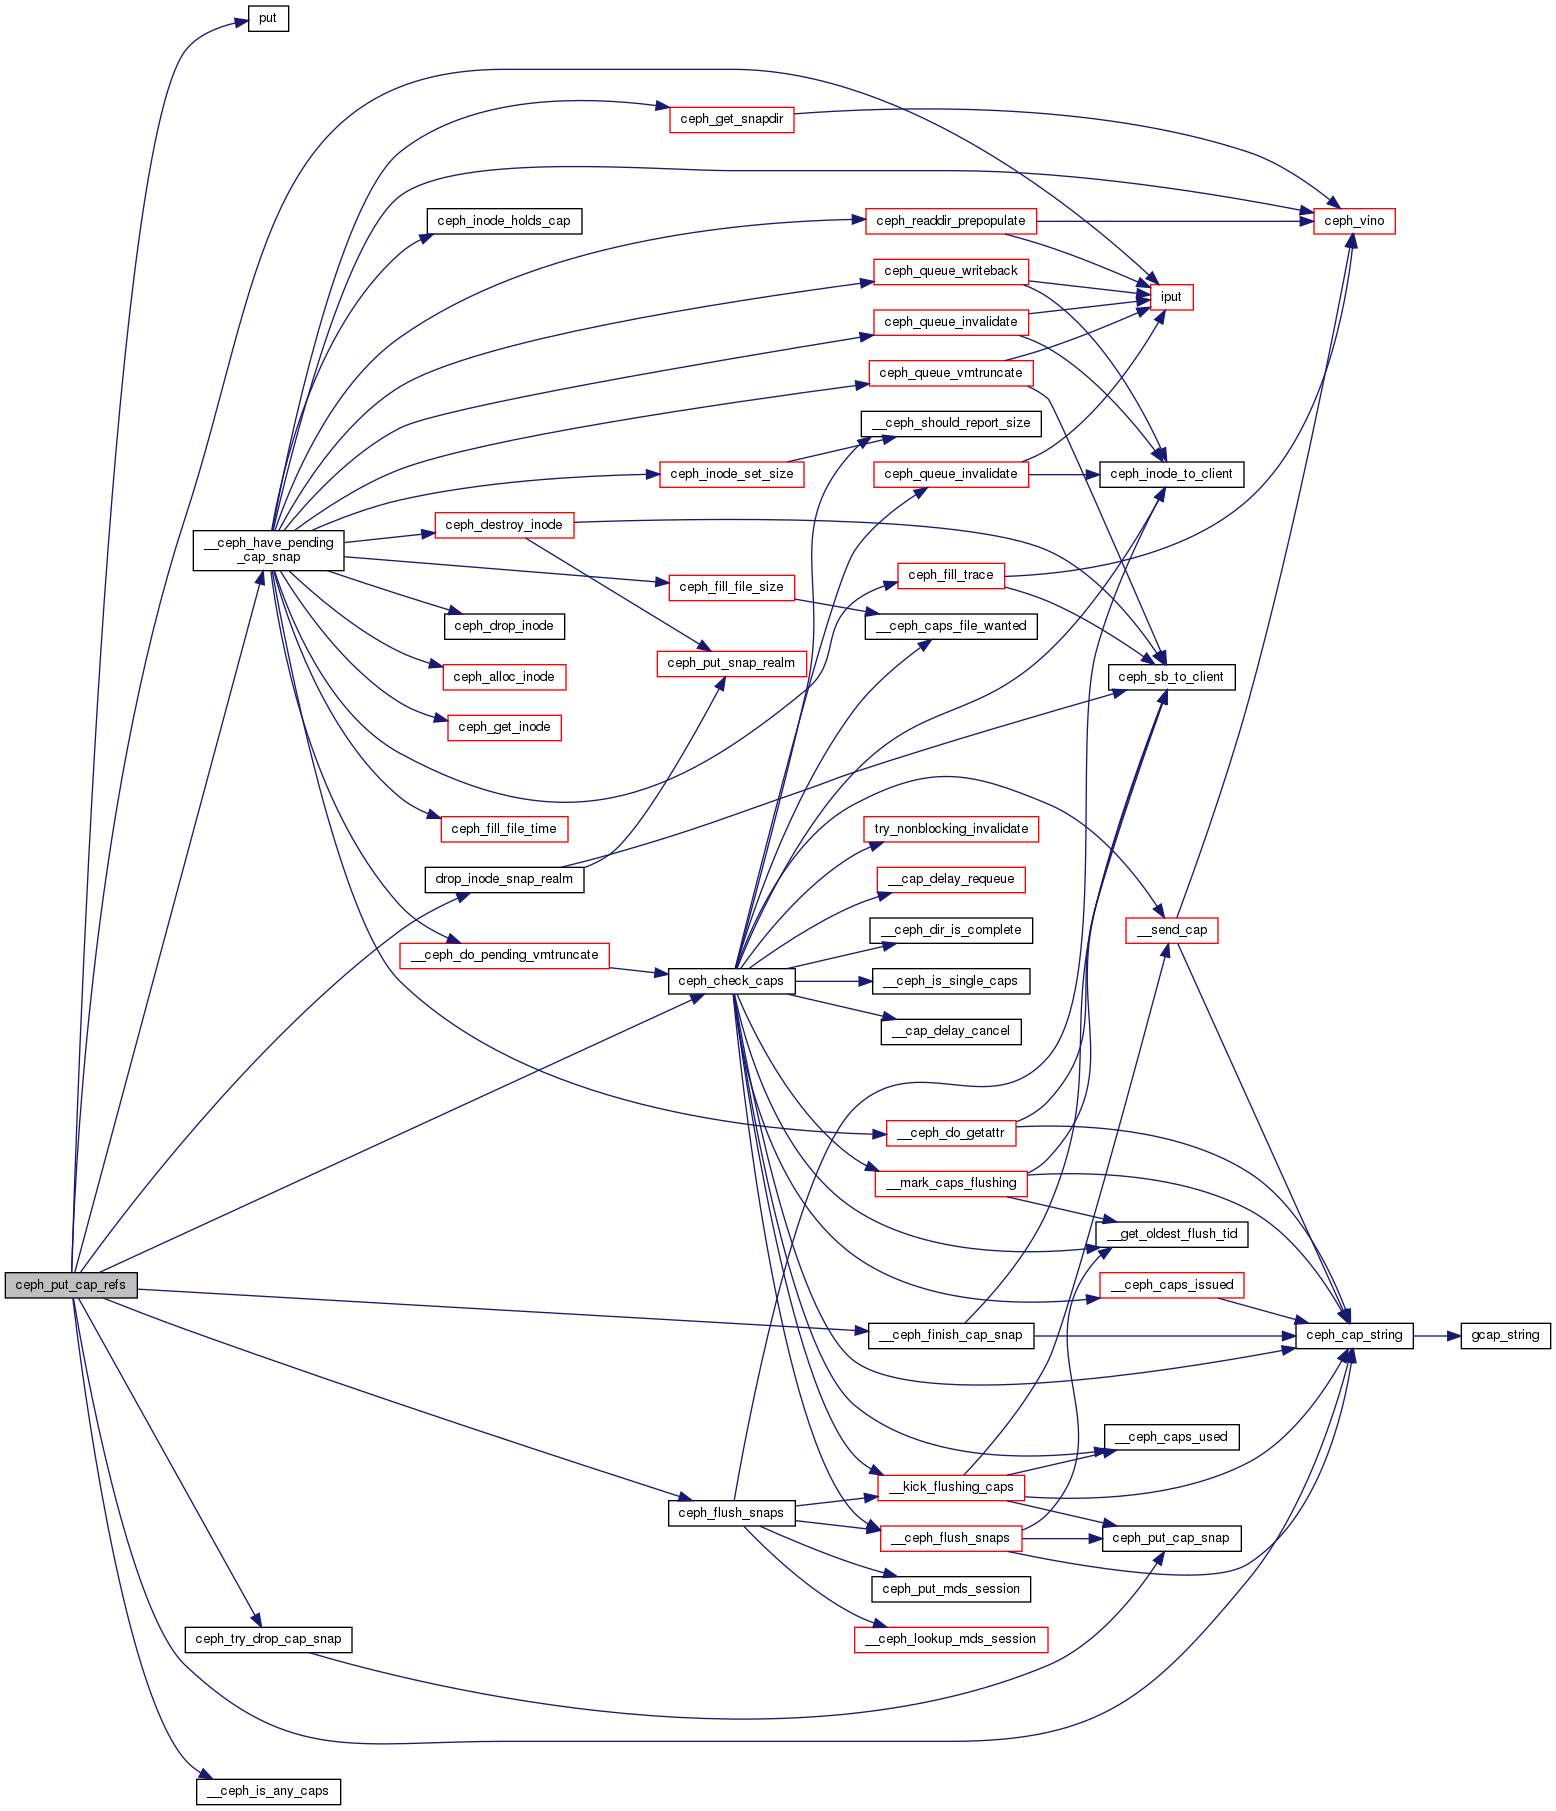 put
ceph_get_snapdir
ceph_inode_holds_cap
ceph_readdir_prepopulate
ceph_vino
ceph_queue_writeback
iput
ceph_queue_invalidate
ceph_queue_vmtruncate
__ceph_should_report_size
ceph_inode_set_size
ceph_queue_invalidate
ceph_inode_to_client
ceph_destroy_inode
__ceph_have_pending
_cap_snap
ceph_fill_trace
ceph_fill_file_size
ceph_drop_inode
__ceph_caps_file_wanted
ceph_put_snap_realm
ceph_alloc_inode
ceph_sb_to_client
ceph_get_inode
ceph_fill_file_time
try_nonblocking_invalidate
drop_inode_snap_realm
__cap_delay_requeue
__ceph_dir_is_complete
__send_cap
__ceph_do_pending_vmtruncate
ceph_check_caps
__ceph_is_single_caps
__cap_delay_cancel
__ceph_do_getattr
__mark_caps_flushing
__get_oldest_flush_tid
ceph_put_cap_refs
__ceph_caps_issued
__ceph_finish_cap_snap
ceph_cap_string
gcap_string
__ceph_caps_used
__kick_flushing_caps
ceph_flush_snaps
__ceph_flush_snaps
ceph_put_cap_snap
ceph_put_mds_session
ceph_try_drop_cap_snap
__ceph_lookup_mds_session
__ceph_is_any_caps